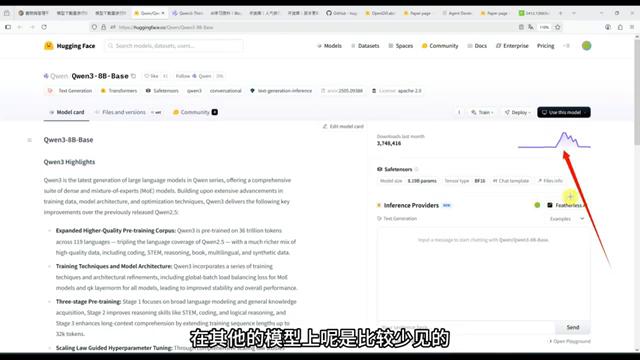 https://huggingface.co/Qwen/Qwen3-8B-Base
110%
Hugging Face
Search models, datasets, users...
Models
Datasets
Spaces
Community
Docs
Enterprise
Pricing
Qwen
Qwen3-8B-Base
like
Follow
Qwen
Text Generation
Transformers
Safetensors
qwen3
conversational
text-generation-inference
arxiv:2505.09388
License: apache-2.0
Model card
Files and versions
xet
Community
Train
Deploy
Use this model
Edit model card
Qwen3-8B-Base
Downloads last month
3,748,416
Qwen3 Highlights
Safetensors
Model size
8.19B params
Tensor type
BF16
Chat template
Files info
Qwen3 is the latest generation of large language models in Qwen series, offering a comprehensive
suite of dense and mixture-of-experts (MoE) models. Building upon extensive advancements in
training data, model architecture, and optimization techniques, Qwen3 delivers the following
key improvements over the previously released Qwen2.5:
Inference Providers
NEW
Featherless
Text Generation
Examples
Input a message to start chatting with Qwen/Qwen3-8B-Base.
Expanded Higher-Quality Pre-training Corpus: Qwen3 is pre-trained on 36 trillion tokens
across 119 languages — tripling the language coverage of Qwen2.5 — with a much richer mix of
high-quality data, including coding, STEM, reasoning, book, multilingual, and synthetic data.
Training Techniques and Model Architecture: Qwen3 incorporates a series of training
techiques and architectural refinements, including global-batch load balancing loss for MoE
models and qk layernorm for all models, leading to improved stability and overall performance.
Three-stage Pre-training: Stage 1 focuses on broad language modeling and general knowledge
acquisition, Stage 2 improves reasoning skills like STEM, coding, and logical reasoning, and
Stage 3 enhances long-context comprehension by extending training sequence lengths up to
32k tokens.
Scaling Law Guided Hyperparameter Tuning: Through comprehensive scaling law
Send
Open Playground
在其他的模型上呢是比较少见的